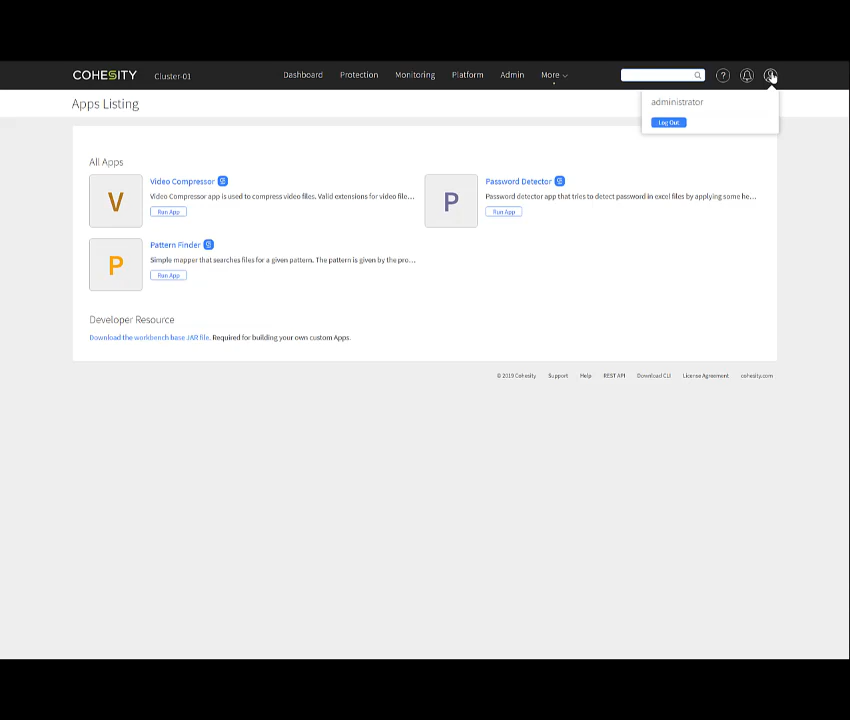 COHESITY Cluster-01 Dashboard Protection Monitoring Platform Admin More ?
Apps Listing
administrator
Log Out
All Apps
V
Video Compressor
Video Compressor app is used to compress video files. Valid extensions for video file...
Run App
P
Password Detector
Password detector app that tries to detect password in excel files by applying some he...
Run App
P
Pattern Finder
Simple mapper that searches files for a given pattern. The pattern is given by the pro...
Run App
Developer Resource
Download the workbench base JAR file. Required for building your own custom Apps.
© 2019 Cohesity Support Help REST API Download CLI License Agreement cohesity.com